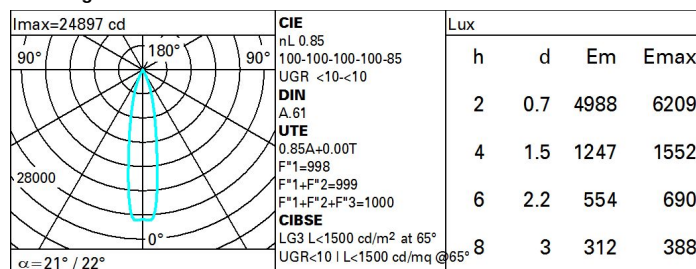 Imax=24897 cd
90°
180°
90°
28000
0°
α=21° / 22°
CIE
nL 0.85
100-100-100-100-85
UGR <10-<10
DIN
A.61
UTE
0.85A+0.00T
F"1=998
F"1+F"2=999
F"1+F"2+F"3=1000
CIBSE
LG3 L<1500 cd/m² at 65°
UGR<10 | L<1500 cd/mq @65°
Lux
h d Em Emax
2 0.7 4988 6209
4 1.5 1247 1552
6 2.2 554 690
8 3 312 388